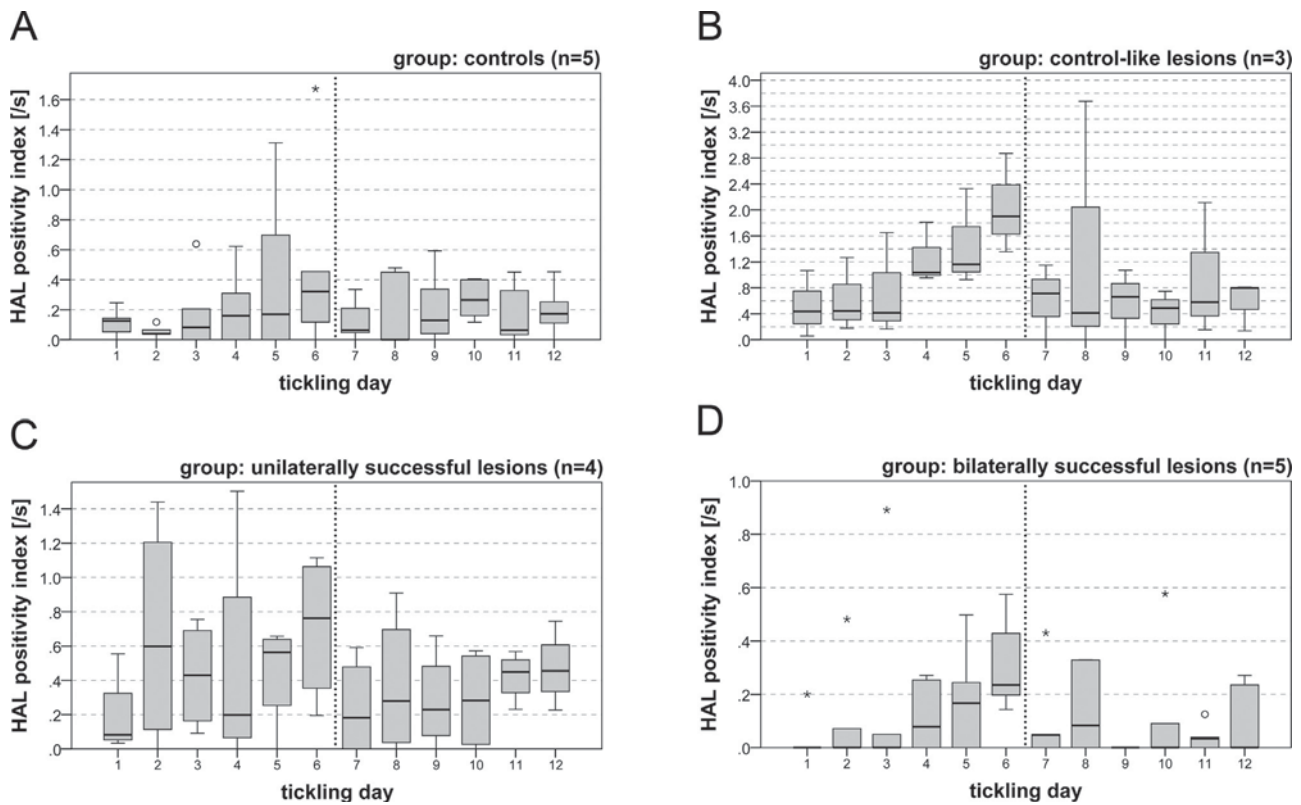 A
group: controls (n=5)
HAL positivity index [/s]
1.6
1.4
1.2
1.0
.8
.6
.4
.2
.0
*
1 2 3 4 5 6 7 8 9 10 11 12
tickling day
B
group: control-like lesions (n=3)
HAL positivity index [/s]
4.0
3.6
3.2
2.8
2.4
2.0
1.6
1.2
.8
.4
.0
1 2 3 4 5 6 7 8 9 10 11 12
tickling day
C
group: unilaterally successful lesions (n=4)
HAL positivity index [/s]
1.4
1.2
1.0
.8
.6
.4
.2
.0
1 2 3 4 5 6 7 8 9 10 11 12
tickling day
D
group: bilaterally successful lesions (n=5)
HAL positivity index [/s]
1.0
.8
.6
.4
.2
.0
* * * * *
1 2 3 4 5 6 7 8 9 10 11 12
tickling day